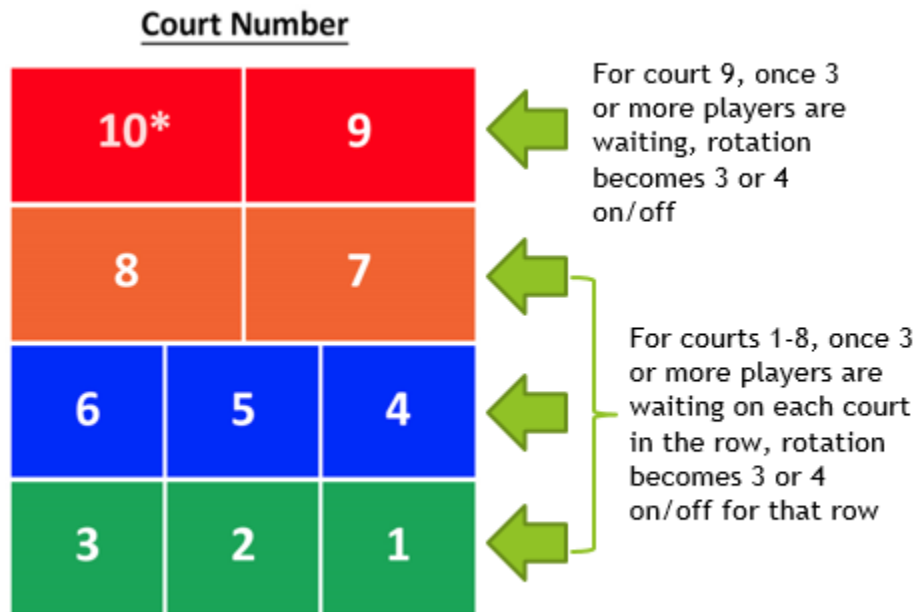 Court Number
10*
9
For court 9, once 3
or more players are
waiting, rotation
becomes 3 or 4
on/off
8
7
For courts 1-8, once 3
or more players are
waiting on each court
in the row, rotation
becomes 3 or 4
on/off for that row
6
5
4
3
2
1